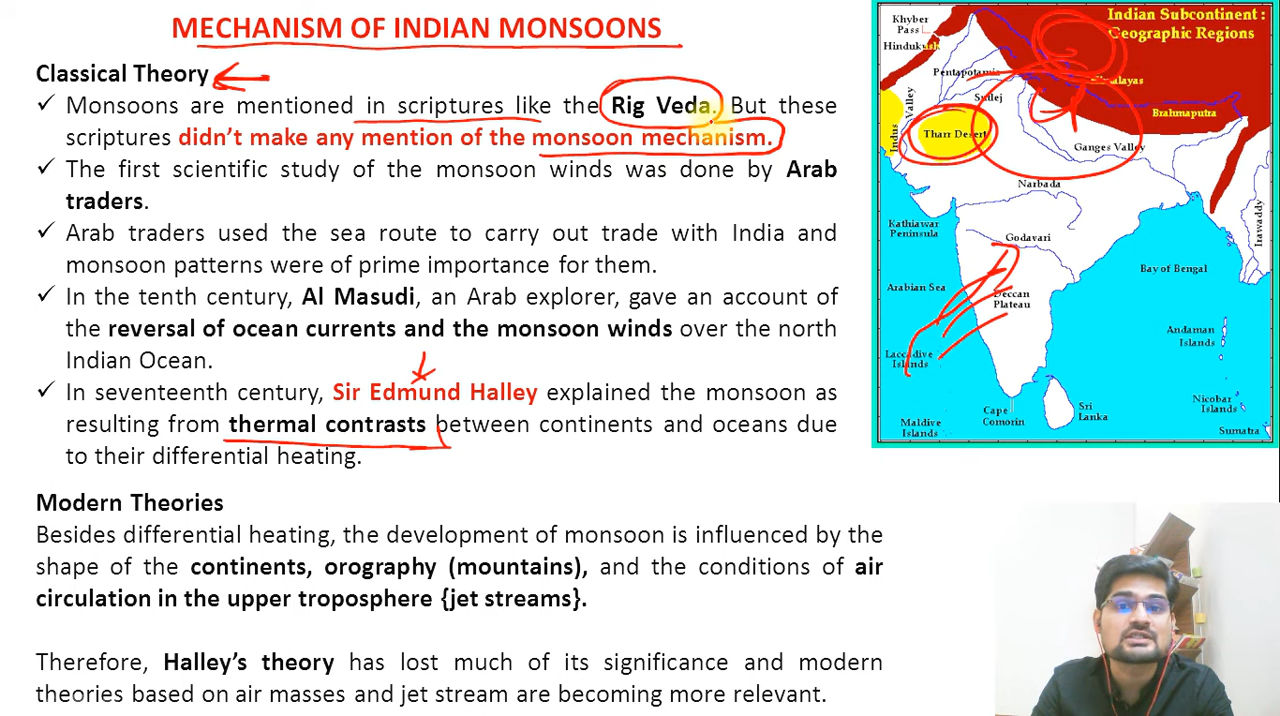 MECHANISM OF INDIAN MONSOONS
Classical Theory
✓ Monsoons are mentioned in scriptures like the Rig Veda. But these
scriptures didn't make any mention of the monsoon mechanism.
✓ The first scientific study of the monsoon winds was done by Arab
traders.
✓ Arab traders used the sea route to carry out trade with India and
monsoon patterns were of prime importance for them.
✓ In the tenth century, Al Masudi, an Arab explorer, gave an account of
the reversal of ocean currents and the monsoon winds over the north
Indian Ocean.
✓ In seventeenth century, Sir Edmund Halley explained the monsoon as
resulting from thermal contrasts between continents and oceans due
to their differential heating.
Modern Theories
Besides differential heating, the development of monsoon is influenced by the
shape of the continents, orography (mountains), and the conditions of air
circulation in the upper troposphere {jet streams}.
Therefore, Halley's theory has lost much of its significance and modern
theories based on air masses and jet stream are becoming more relevant.
Indian Subcontinent :
Geographic Regions
Khyber
Pass
Hindukush
Pentapotamia
Himalayas
Sutlej
Indus
Valley
Brahmaputra
Tharr Desert
Ganges Valley
Narbada
Kathiawar
Peninsula
Godavari
Irawaddy
Bay of Bengal
Arabian Sea
Deccan
Plateau
Andaman
Islands
Laccadive
Islands
Nicobar
Islands
Cape
Comorin
Sri
Lanka
Maldive
Islands
Sumatra